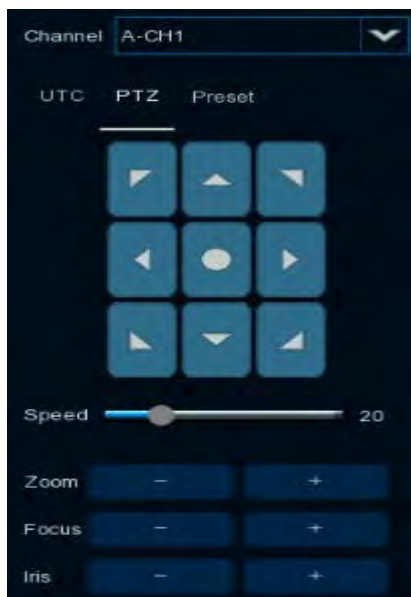 Channel A-CH1
UTC PTZ Preset
Speed 20
Zoom - +
Focus - +
Iris - +